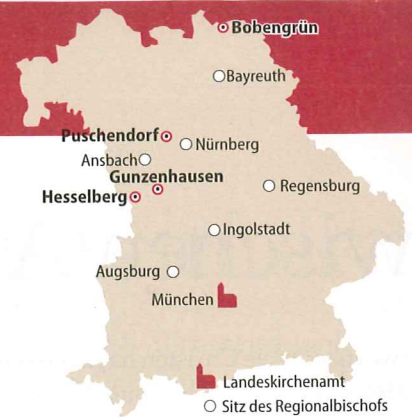 Bobengrün
Bayreuth
Puschendorf
Nürnberg
Ansbach
Gunzenhausen
Hesselberg
Regensburg
Ingolstadt
Augsburg
München
Landeskirchenamt
Sitz des Regionalbischofs